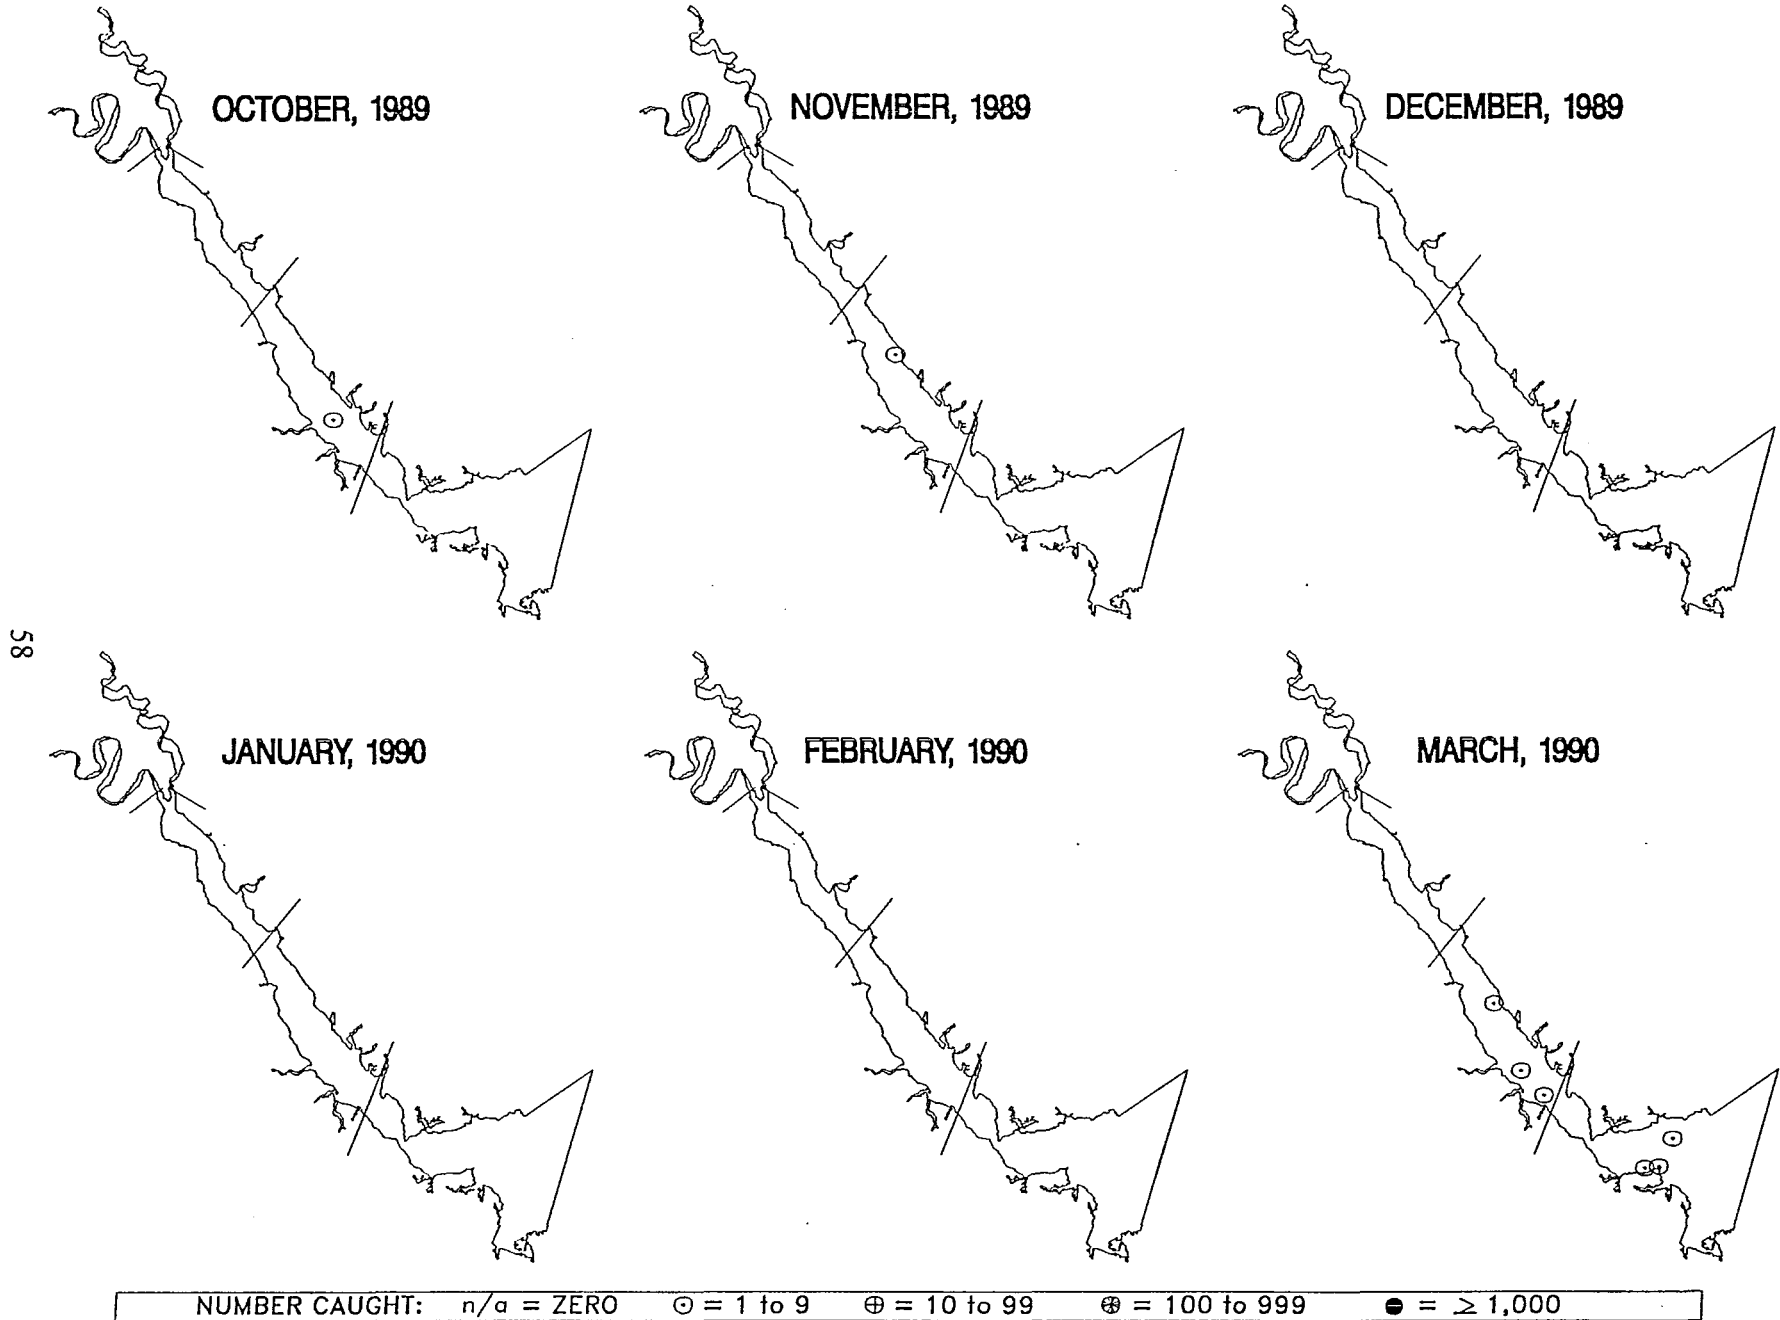 OCTOBER, 1989
NOVEMBER, 1989
DECEMBER, 1989
58
JANUARY, 1990
FEBRUARY, 1990
MARCH, 1990
NUMBER CAUGHT: n/a = ZERO ⊙ = 1 to 9 ⊕ = 10 to 99 ⊛ = 100 to 999 ● = ≥ 1,000